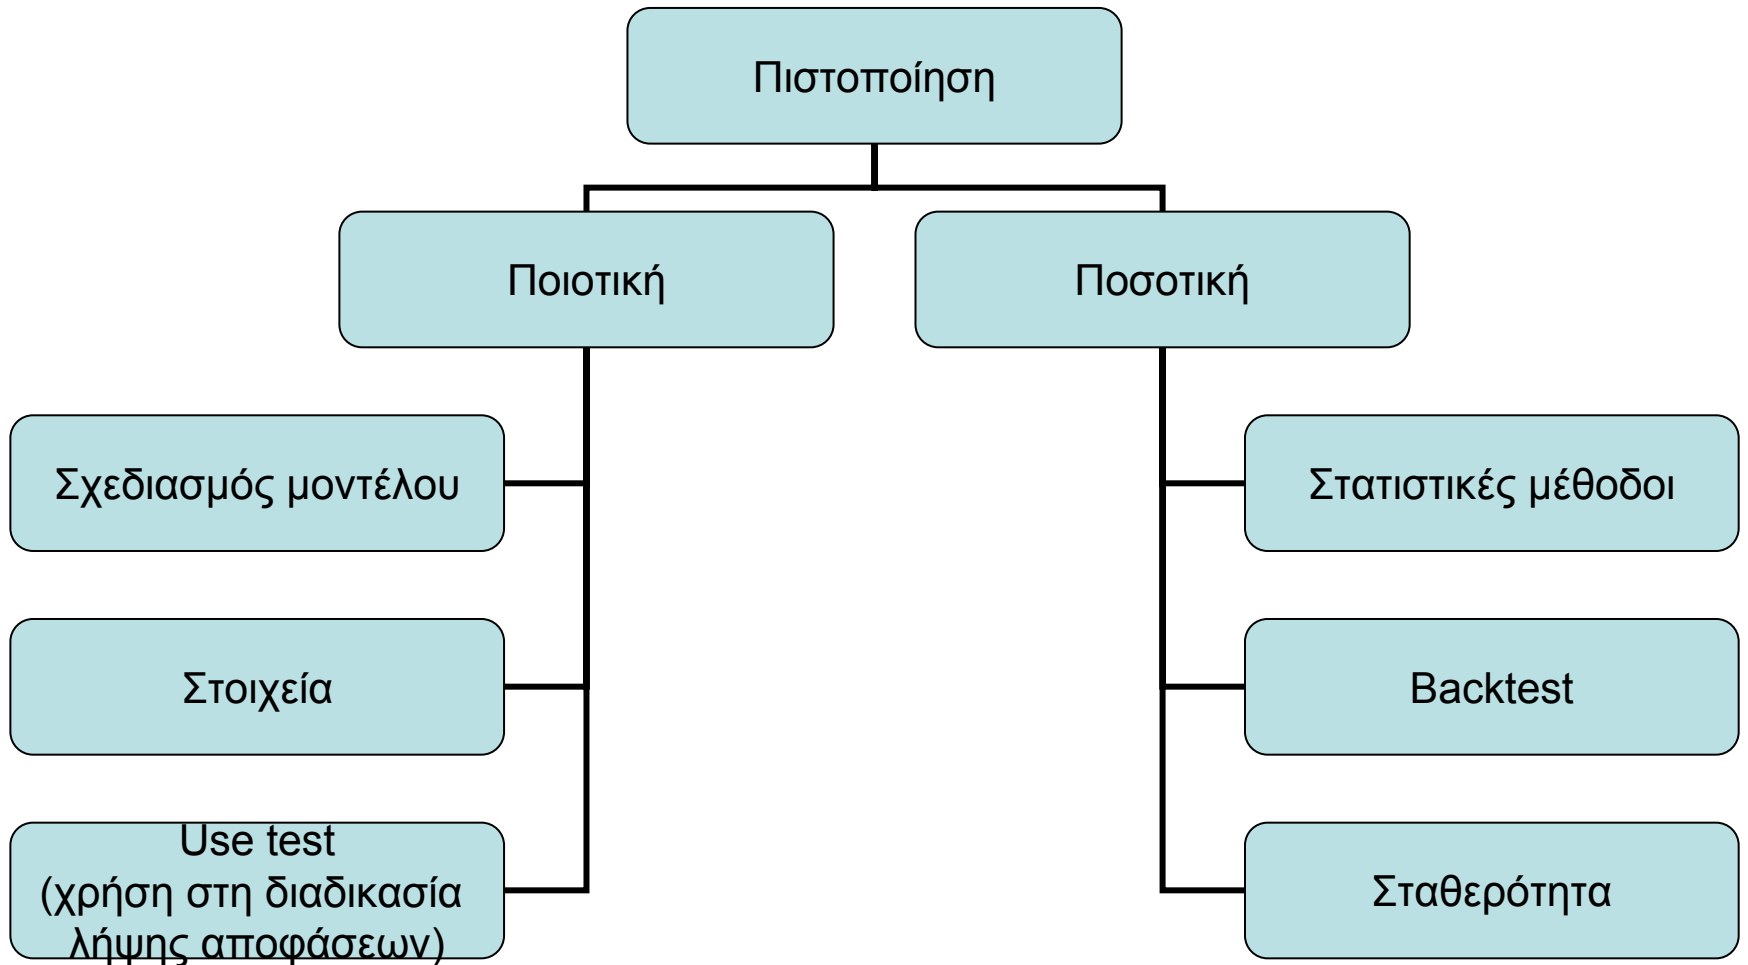 Πιστοποίηση
Ποιοτική
Ποσοτική
Σχεδιασμός μοντέλου
Στατιστικές μέθοδοι
Στοιχεία
Backtest
Use test
(χρήση στη διαδικασία
λήψης αποφάσεων)
Σταθερότητα